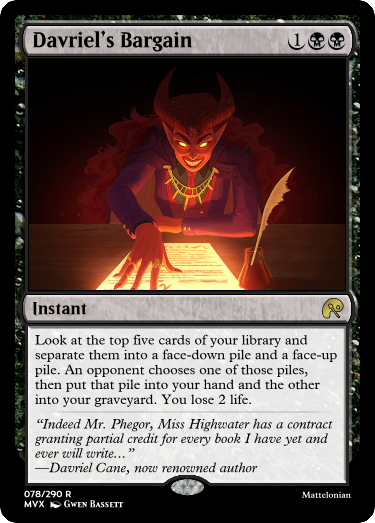 Davriel's Bargain 1
Instant
Look at the top five cards of your library and
separate them into a face-down pile and a face-up
pile. An opponent chooses one of those piles,
then put that pile into your hand and the other
into your graveyard. You lose 2 life.
“Indeed Mr. Phegor, Miss Highwater has a contract
granting partial credit for every book I have yet and
ever will write…”
—Davriel Cane, now renowned author
078/290 R
MVX Gwen Bassett
Mattelonian